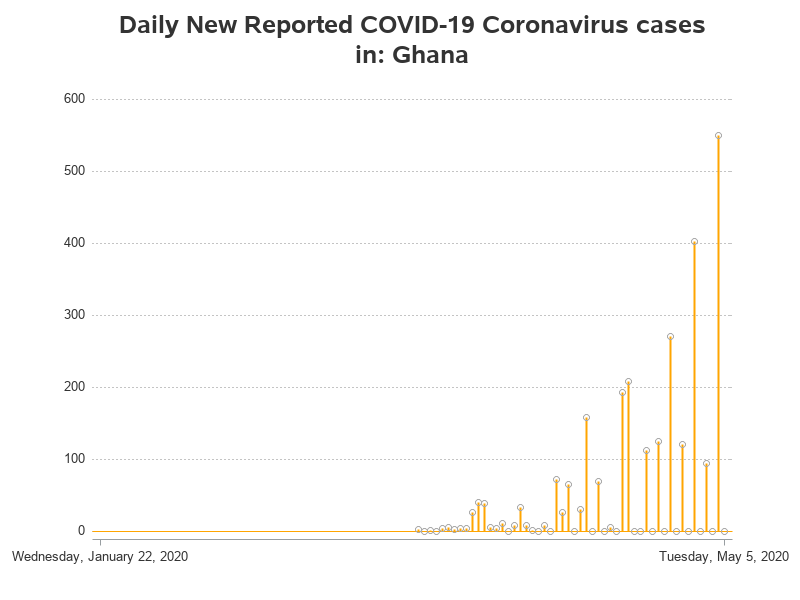 Daily New Reported COVID-19 Coronavirus cases
in: Ghana
600
500
400
300
200
100
0
Wednesday, January 22, 2020
Tuesday, May 5, 2020